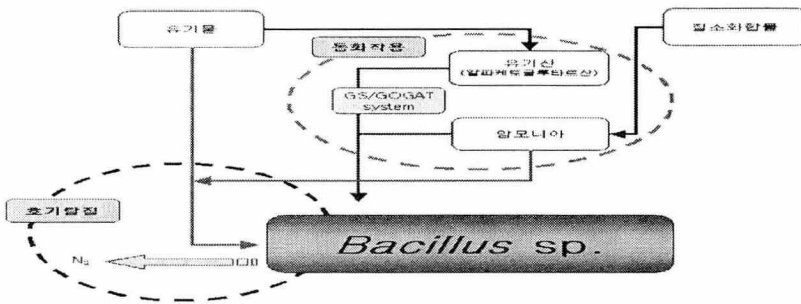 유기물
질소화합물
동화작용
유기산
(알파케토글루타르산)
GS/GOGAT
system
암모니아
호기탈질
N₂
Bacillus sp.